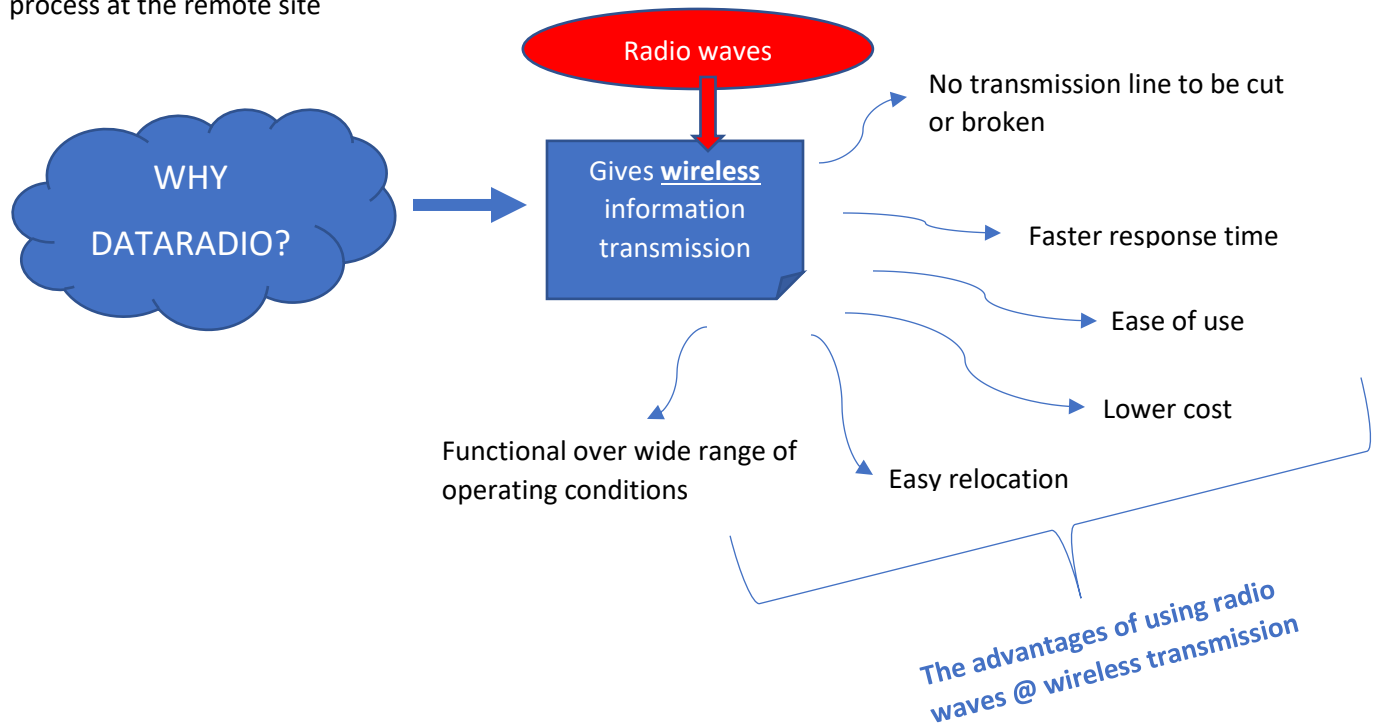 process at the remote site
Radio waves
No transmission line to be cut
or broken
WHY
DATARADIO?
Gives wireless
information
transmission
Faster response time
Ease of use
Lower cost
Functional over wide range of
operating conditions
Easy relocation
The advantages of using radio
waves @ wireless transmission